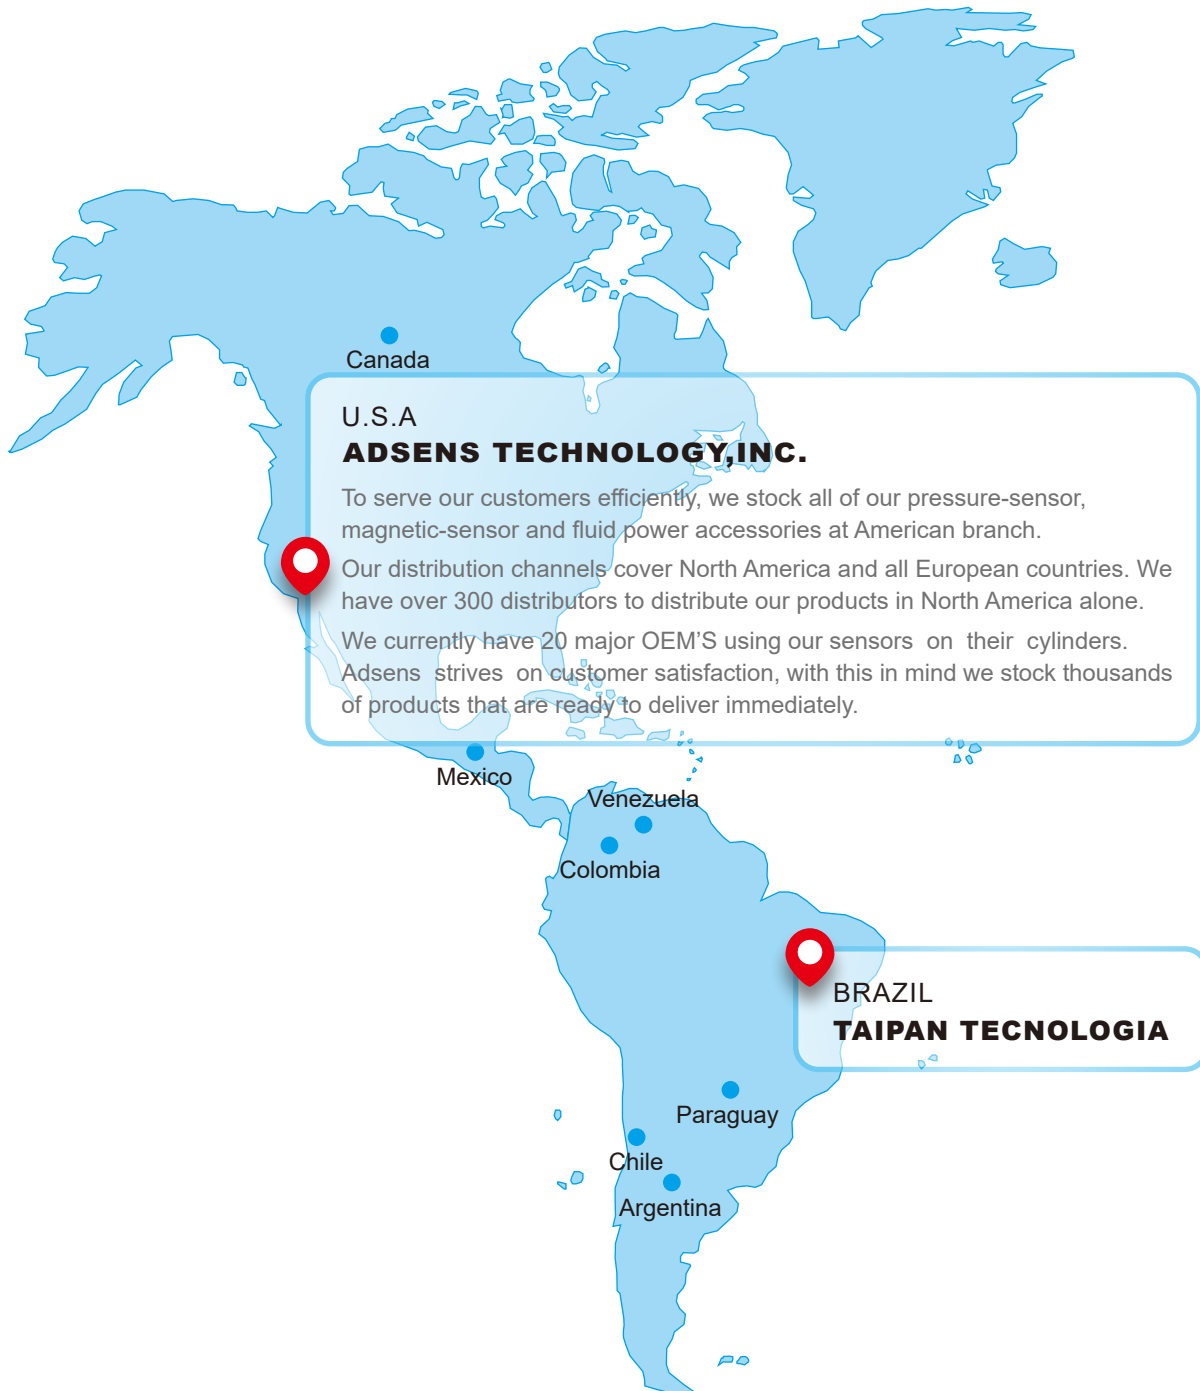 Canada
U.S.A
ADSENS TECHNOLOGY,INC.
To serve our customers efficiently, we stock all of our pressure-sensor,
magnetic-sensor and fluid power accessories at American branch.
Our distribution channels cover North America and all European countries. We
have over 300 distributors to distribute our products in North America alone.
We currently have 20 major OEM’S using our sensors on their cylinders.
Adsens strives on customer satisfaction, with this in mind we stock thousands
of products that are ready to deliver immediately.
Mexico
Venezuela
Colombia
BRAZIL
TAIPAN TECNOLOGIA
Paraguay
Chile
Argentina